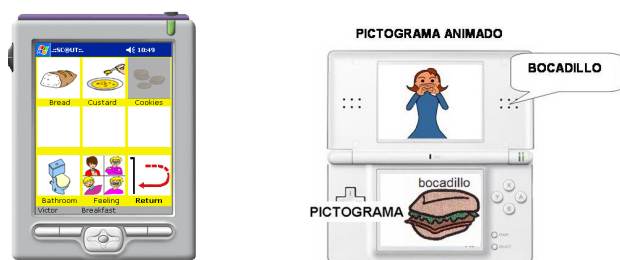 .::SC@UT::. 10:49
Bread Custard Cookies
Bathroom Feeling Return
Victor Breakfast
PICTOGRAMA ANIMADO
BOCADILLO
bocadillo
PICTOGRAMA
X
Y A
B